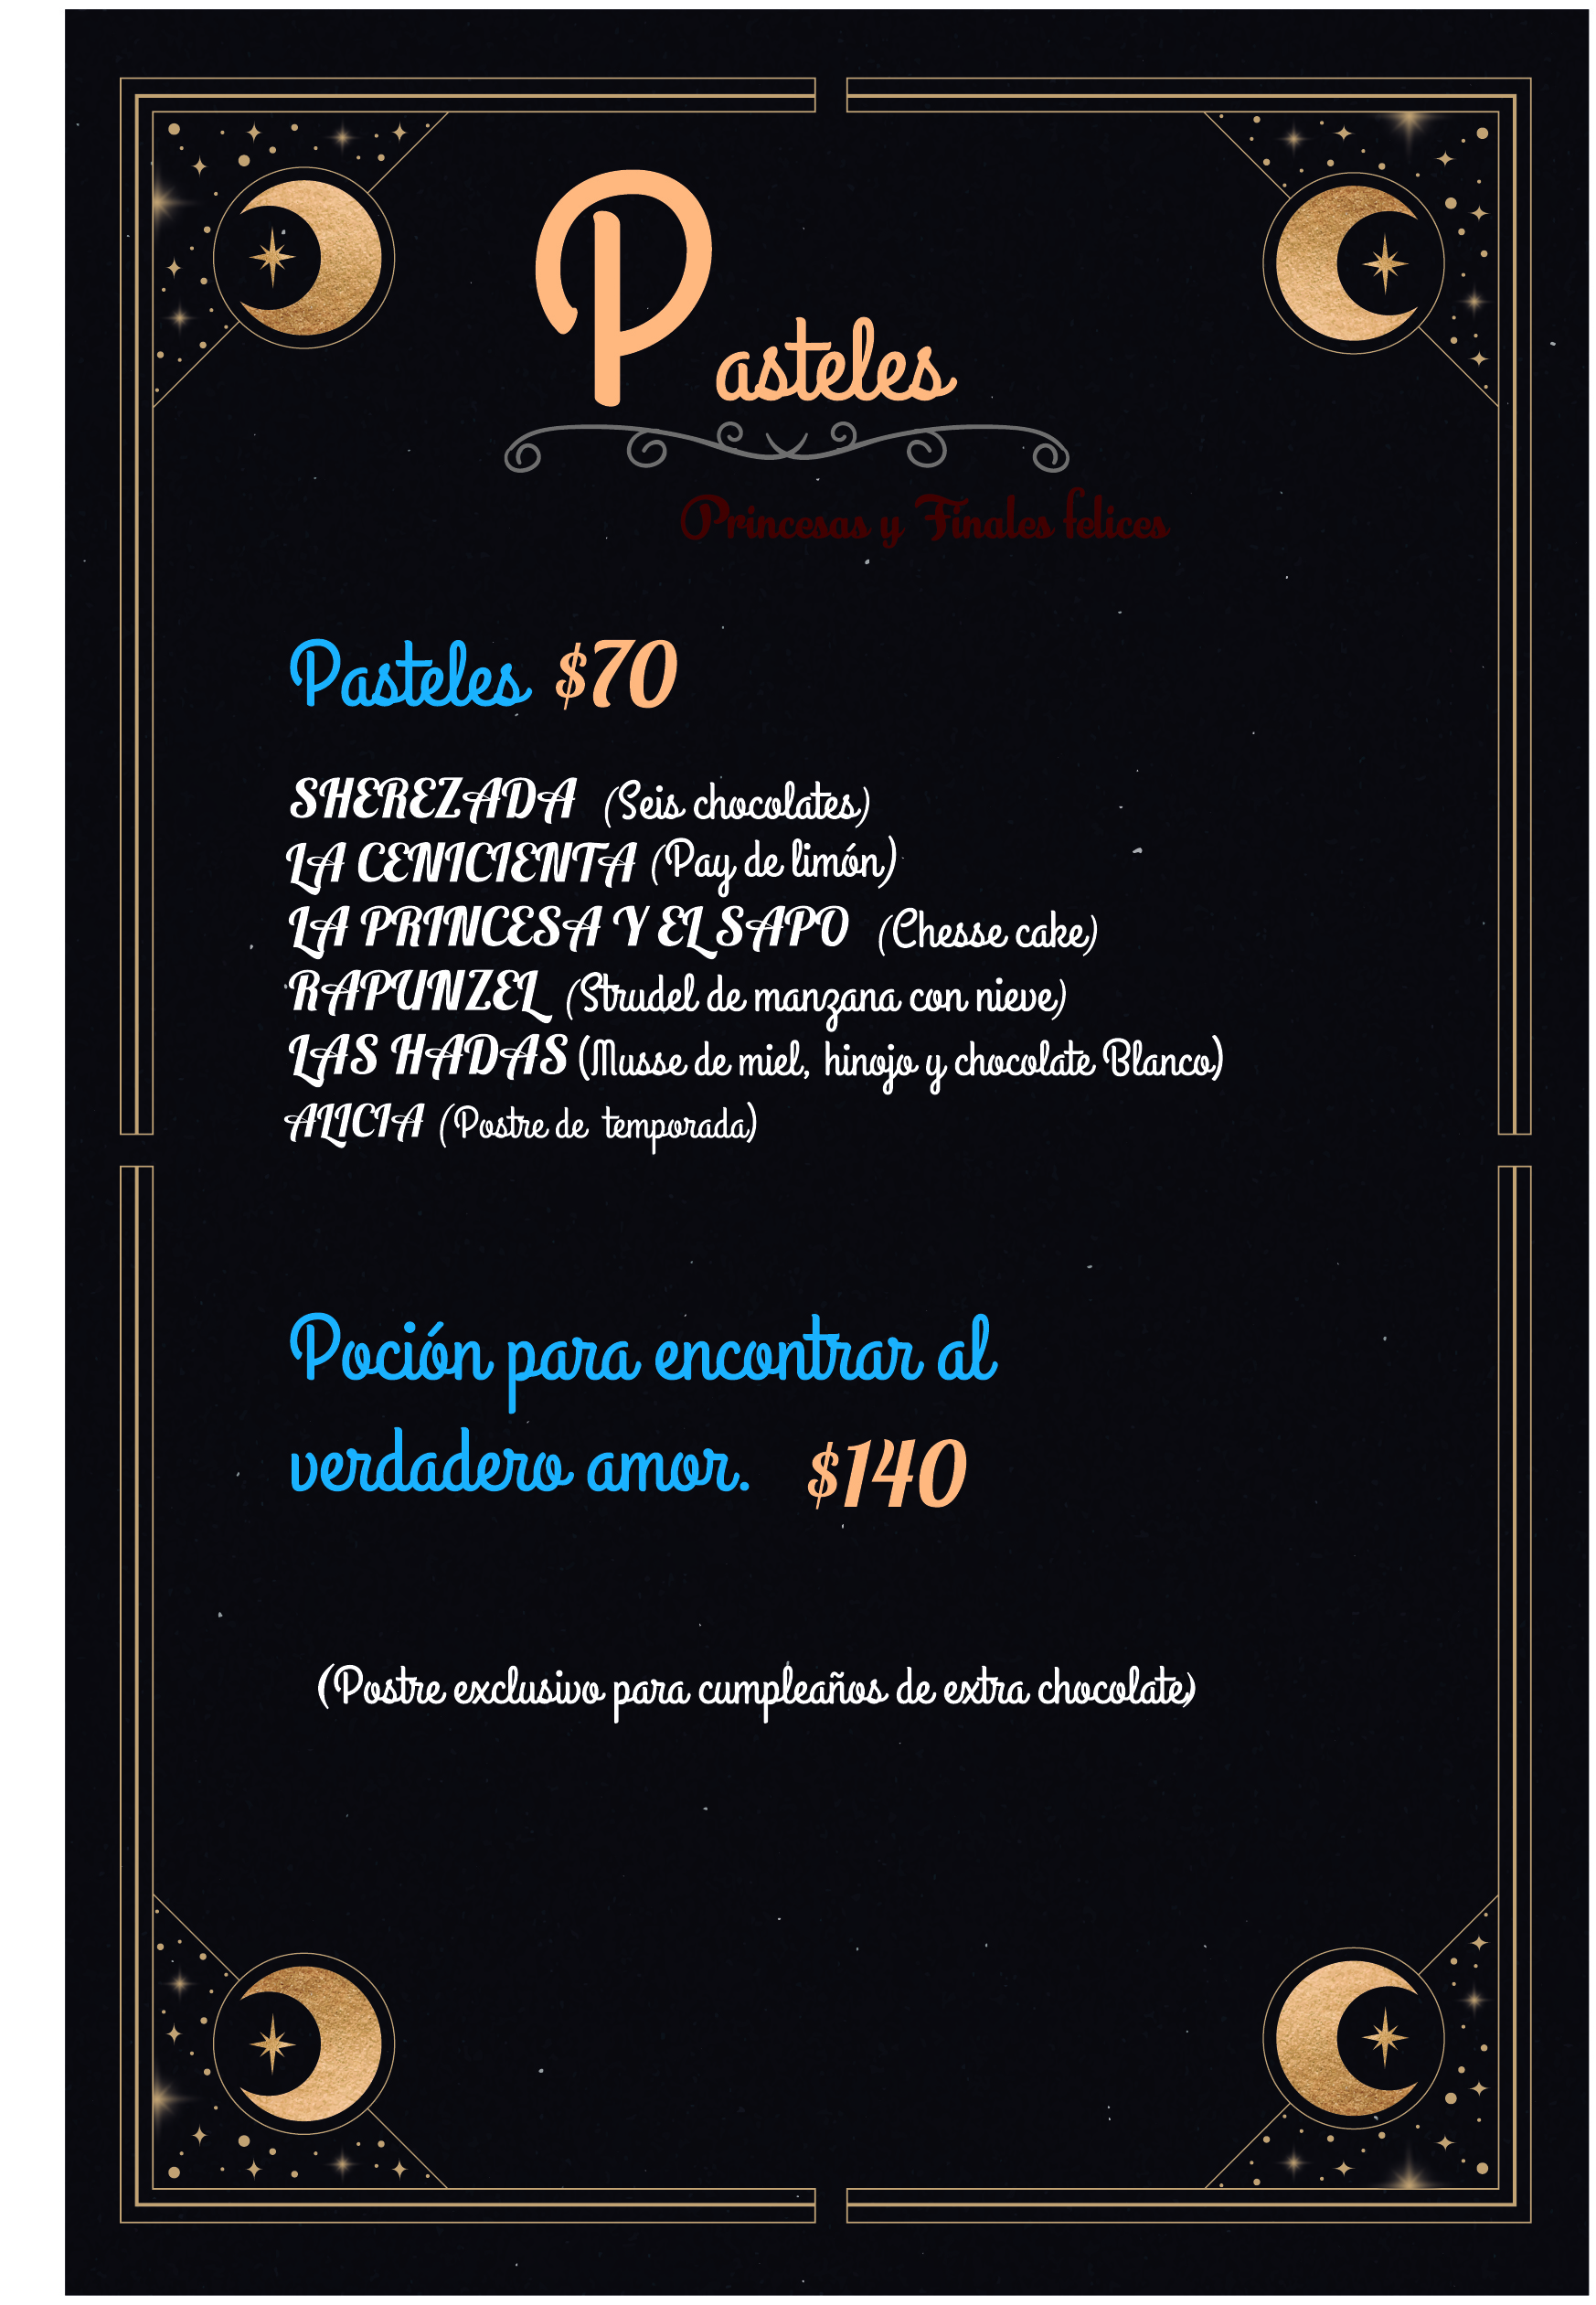 Pasteles
Princesas y Finales felices
Pasteles $70
SHEREZADA (Seis chocolates)
LA CENICIENTA (Pay de limón)
LA PRINCESA Y EL SAPO (Chesse cake)
RAPUNZEL (Strudel de manzana con nieve)
LAS HADAS (Musse de miel, hinojo y chocolate Blanco)
ALICIA (Postre de temporada)
Poción para encontrar al
verdadero amor. $140
(Postre exclusivo para cumpleaños de extra chocolate)